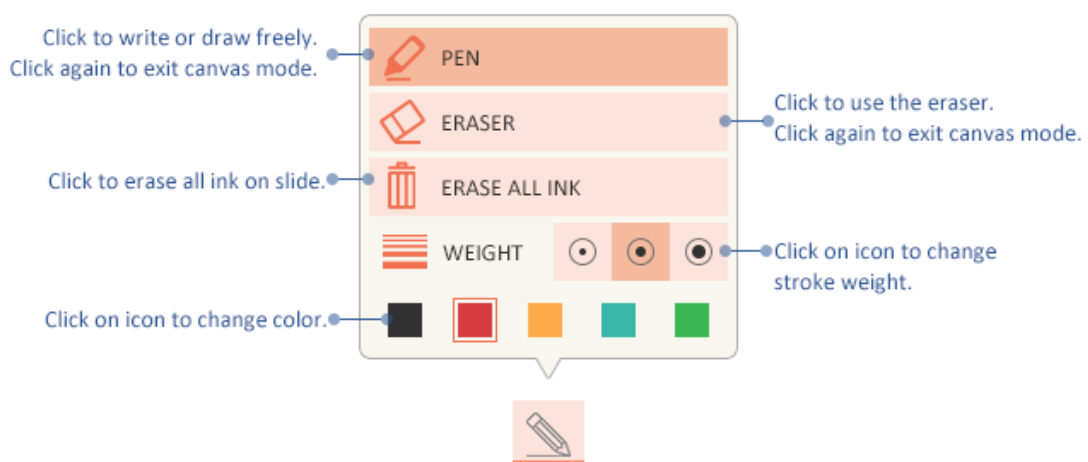 Click to write or draw freely.
Click again to exit canvas mode.
PEN
ERASER
Click to use the eraser.
Click again to exit canvas mode.
Click to erase all ink on slide.
ERASE ALL INK
WEIGHT
Click on icon to change
stroke weight.
Click on icon to change color.